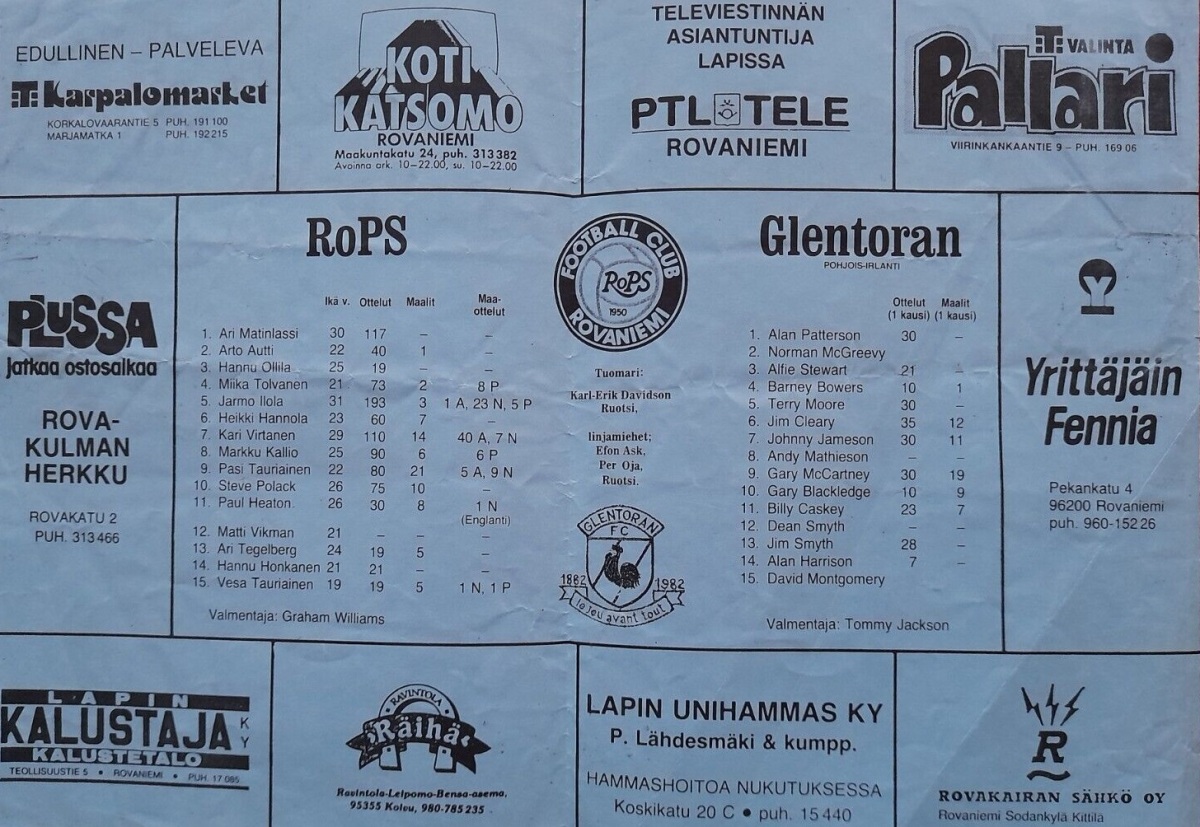 EDULLINEN – PALVELEVA
:T: Karpalomarket
KORKALOVAARANTIE 5 PUH. 191 100
MARJAMATKA 1 PUH. 192 215
KOTI
KATSOMO
ROVANIEMI
Maakuntakatu 24, puh. 313 382
Avoinna ark. 10–22.00, su. 10–22.00
TELEVIESTINNÄN
ASIANTUNTIJA
LAPISSA
PTL TELE
ROVANIEMI
:T: VALINTA
Pallari
VIIRINKANKAANTIE 9 – PUH. 169 06
PLUSSA
jatkaa ostosaikaa
ROVA-
KULMAN
HERKKU
ROVAKATU 2
PUH. 313 466
RoPS
Ikä v. Ottelut Maalit Maa-
ottelut
1. Ari Matinlassi 30 117 – –
2. Arto Autti 22 40 1 –
3. Hannu Ollila 25 19 – –
4. Miika Tolvanen 21 73 2 8 P
5. Jarmo Ilola 31 193 3 1 A, 23 N, 5 P
6. Heikki Hannola 23 60 7 –
7. Kari Virtanen 29 110 14 40 A, 7 N
8. Markku Kallio 25 90 6 6 P
9. Pasi Tauriainen 22 80 21 5 A, 9 N
10. Steve Polack 26 75 10 –
11. Paul Heaton 26 30 8 1 N
(Englanti)
12. Matti Vikman 21 – – –
13. Ari Tegelberg 24 19 5 –
14. Hannu Honkanen 21 21 – –
15. Vesa Tauriainen 19 19 5 1 N, 1 P
Valmentaja: Graham Williams
FOOTBALL CLUB
RoPS
1950
ROVANIEMI
Tuomari:
Karl-Erik Davidson
Ruotsi,
linjamiehet;
Efon Ask,
Per Oja,
Ruotsi.
GLENTORAN
FC
1882 1982
le jeu avant tout
Glentoran
POHJOIS-IRLANTI
Ottelut Maalit
(1 kausi) (1 kausi)
1. Alan Patterson 30 –
2. Norman McGreevy
3. Alfie Stewart 21 –
4. Barney Bowers 10 1
5. Terry Moore 30 –
6. Jim Cleary 35 12
7. Johnny Jameson 30 11
8. Andy Mathieson – –
9. Gary McCartney 30 19
10. Gary Blackledge 10 9
11. Billy Caskey 23 7
12. Dean Smyth – –
13. Jim Smyth 28 –
14. Alan Harrison 7 –
15. David Montgomery
Valmentaja: Tommy Jackson
Y
Yrittäjäin
Fennia
Pekankatu 4
96200 Rovaniemi
puh. 960-152 26
LAPIN
KALUSTAJA KY
KALUSTETALO
TEOLLISUUSTIE 5 • ROVANIEMI • PUH. 17 085
RAVINTOLA
Räihä
Ravintola-Leipomo-Bensa-asema.
95355 Koivu, 980-785 235
LAPIN UNIHAMMAS KY
P. Lähdesmäki & kumpp.
HAMMASHOITOA NUKUTUKSESSA
Koskikatu 20 C • puh. 15 440
R
ROVAKAIRAN SÄHKÖ OY
Rovaniemi Sodankylä Kittilä